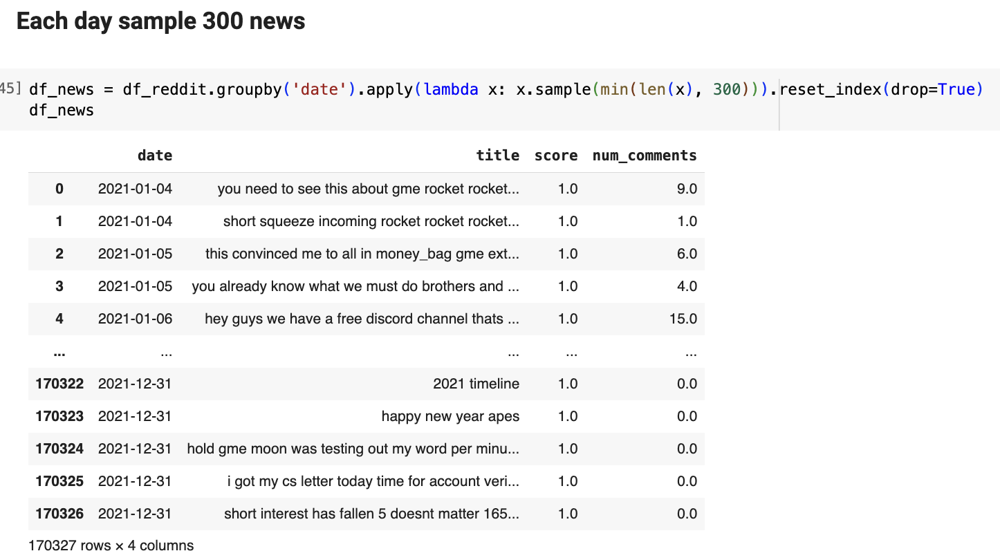 Each day sample 300 news
45] df_news = df_reddit.groupby('date').apply(lambda x: x.sample(min(len(x), 300))).reset_index(drop=True)
df_news
date title score num_comments
0 2021-01-04 you need to see this about gme rocket rocket... 1.0 9.0
1 2021-01-04 short squeeze incoming rocket rocket rocket... 1.0 1.0
2 2021-01-05 this convinced me to all in money_bag gme ext... 1.0 6.0
3 2021-01-05 you already know what we must do brothers and ... 1.0 4.0
4 2021-01-06 hey guys we have a free discord channel thats ... 1.0 15.0
... ... ... ... ...
170322 2021-12-31 2021 timeline 1.0 0.0
170323 2021-12-31 happy new year apes 1.0 0.0
170324 2021-12-31 hold gme moon was testing out my word per minu... 1.0 0.0
170325 2021-12-31 i got my cs letter today time for account veri... 1.0 0.0
170326 2021-12-31 short interest has fallen 5 doesnt matter 165... 1.0 0.0
170327 rows × 4 columns